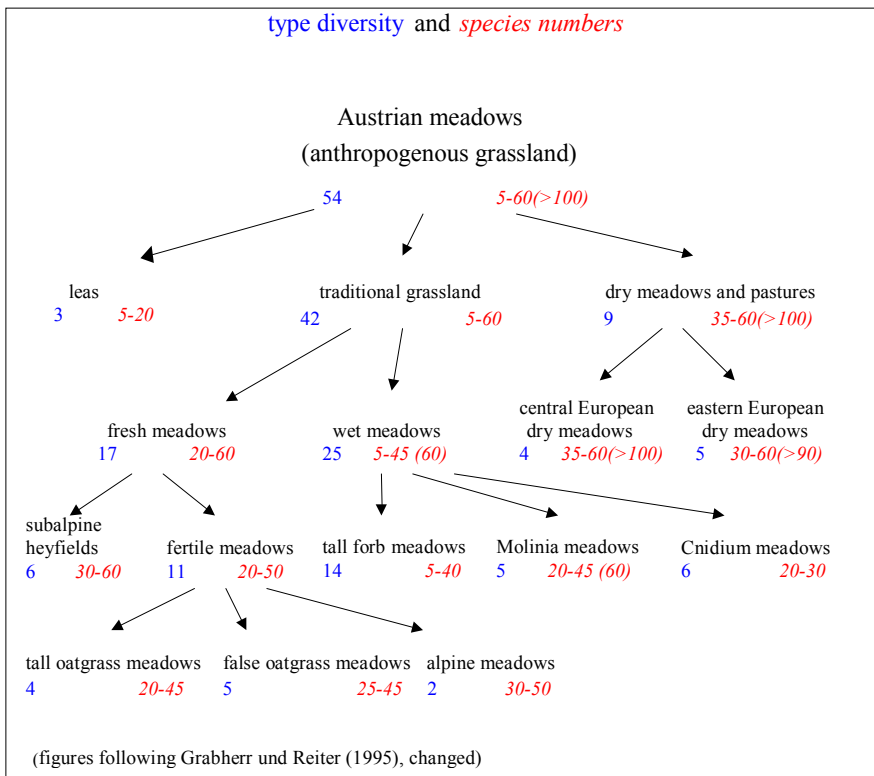 type diversity and species numbers
Austrian meadows
(anthropogenous grassland)
54 5-60(>100)
leas traditional grassland dry meadows and pastures
3 5-20 42 5-60 9 35-60(>100)
central European eastern European
fresh meadows wet meadows dry meadows dry meadows
17 20-60 25 5-45 (60) 4 35-60(>100) 5 30-60(>90)
subalpine
heyfields fertile meadows tall forb meadows Molinia meadows Cnidium meadows
6 30-60 11 20-50 14 5-40 5 20-45 (60) 6 20-30
tall oatgrass meadows false oatgrass meadows alpine meadows
4 20-45 5 25-45 2 30-50
(figures following Grabherr und Reiter (1995), changed)